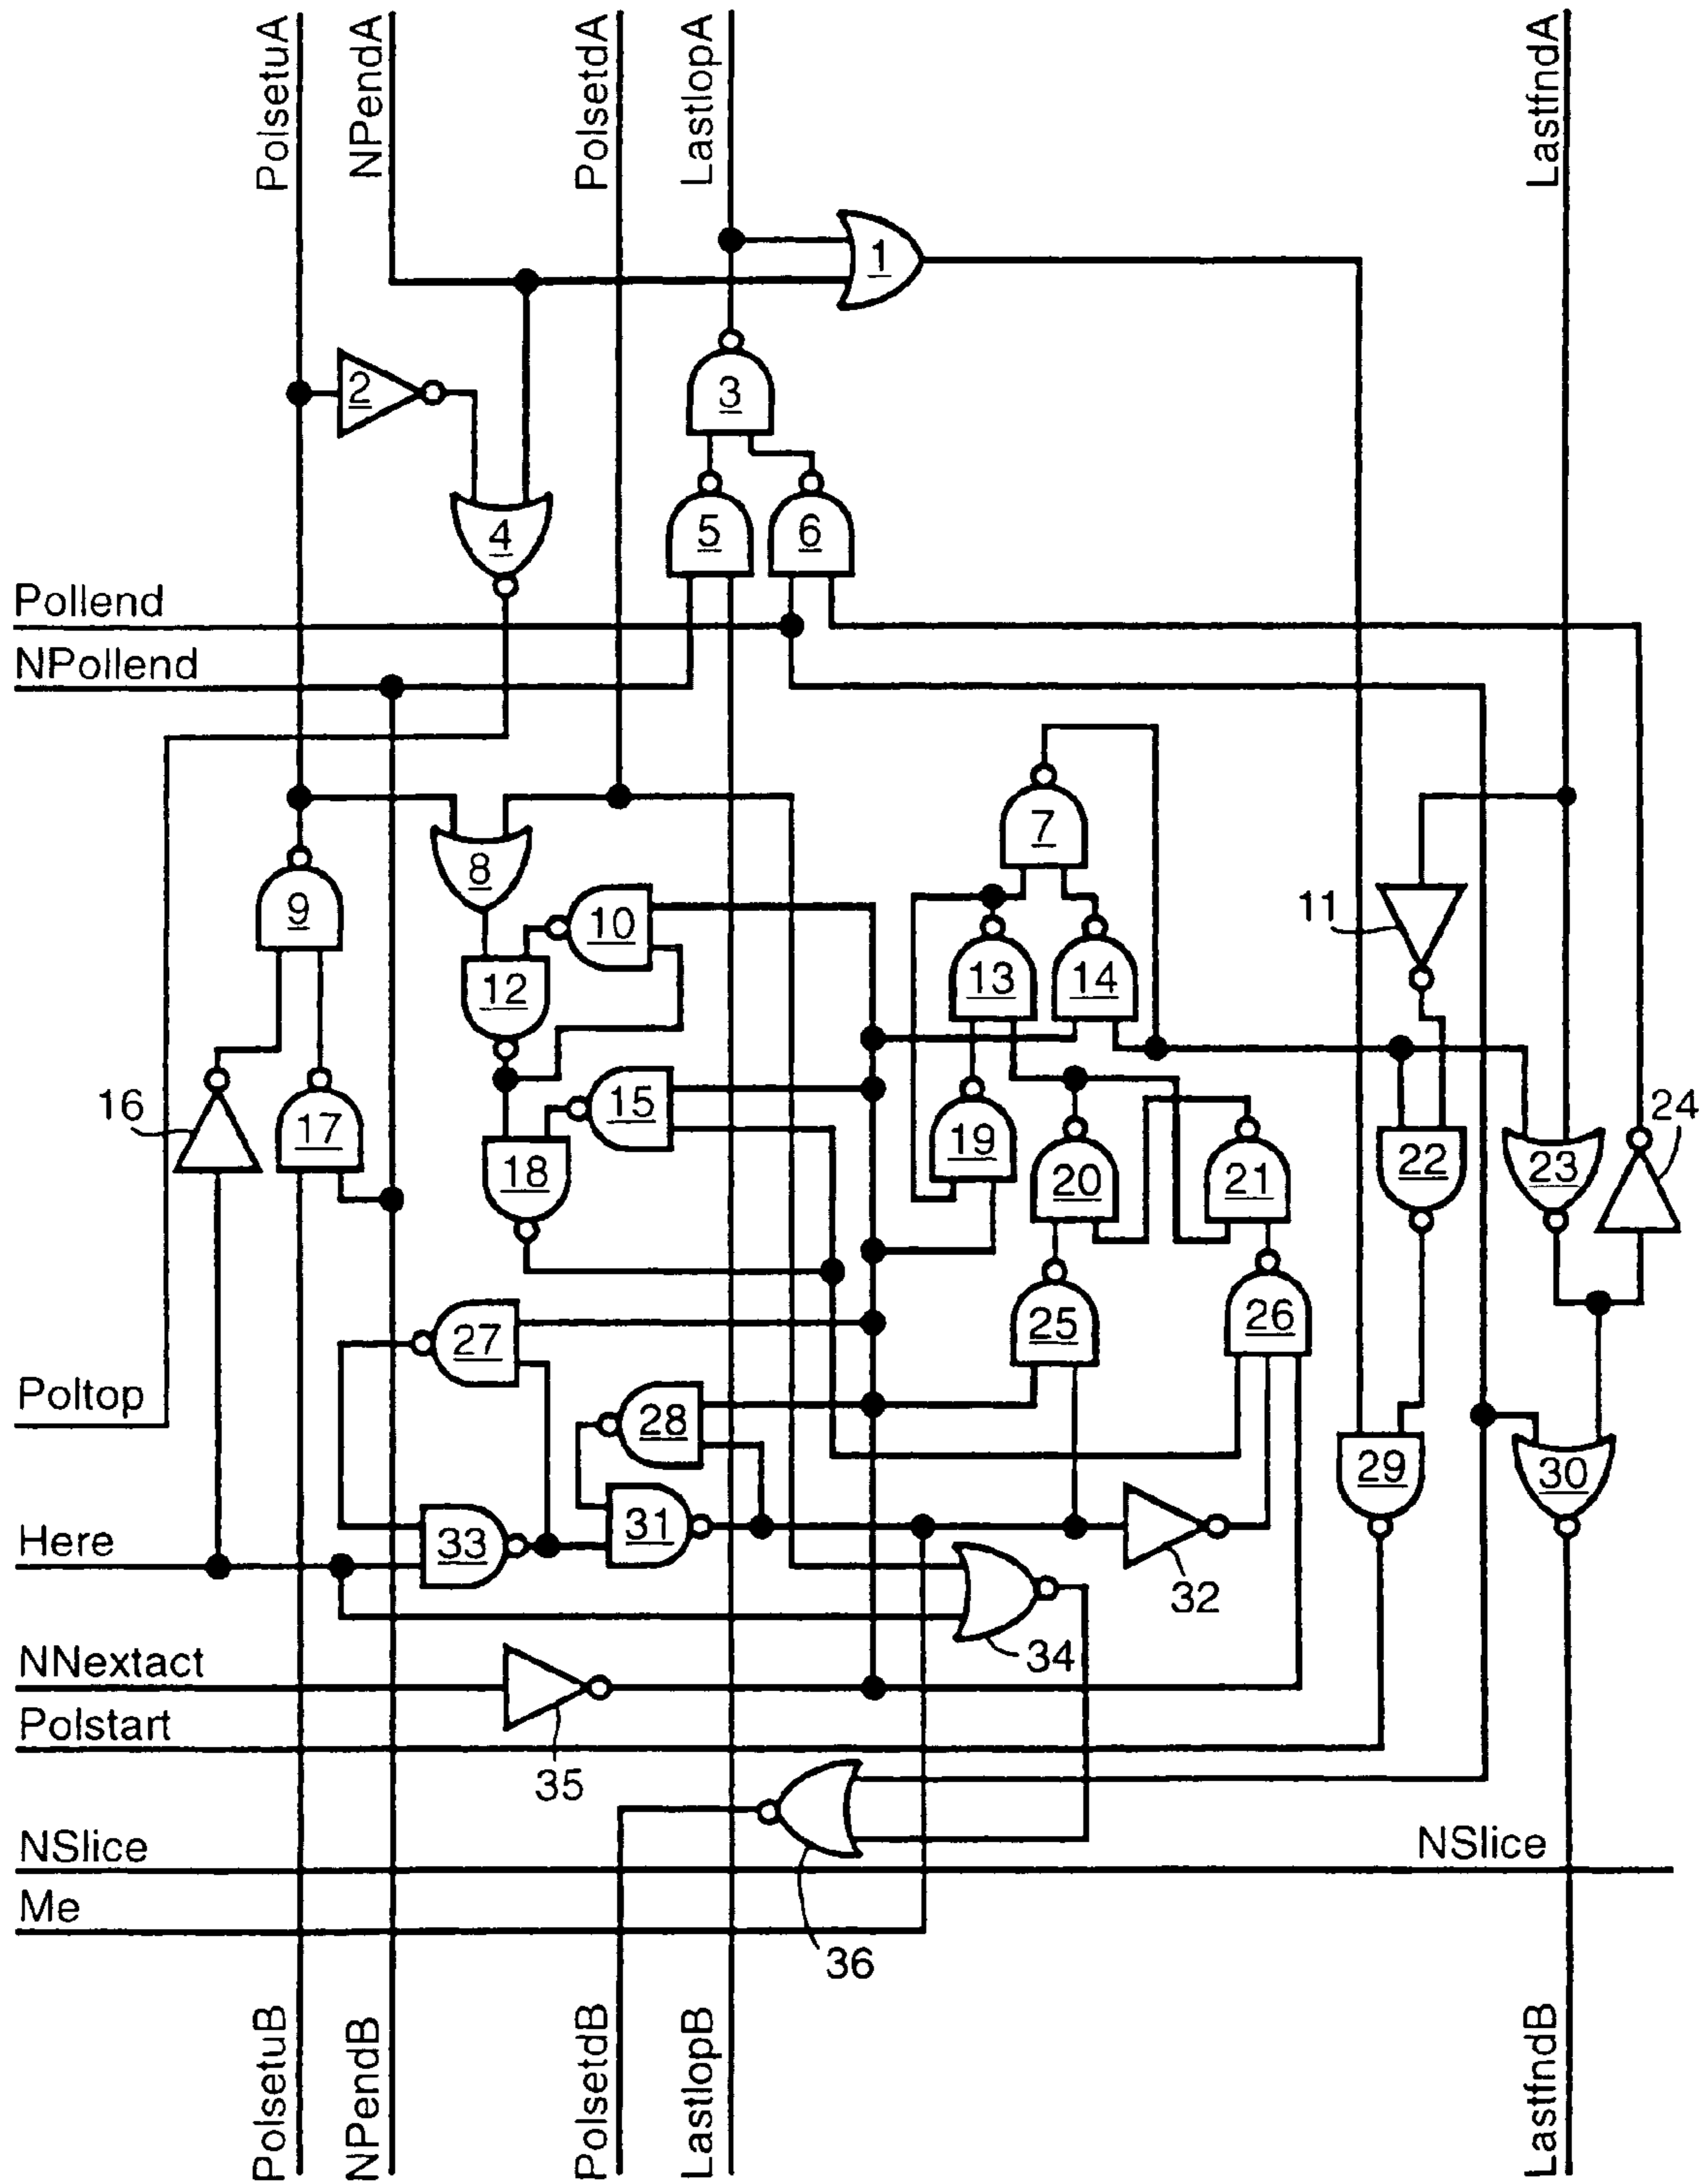 PolsetuA
NPendA
PolsetdA
LastlopA
LastfndA
1
2
3
4
5
6
Pollend
NPollend
7
8
9
10
11
12
13
14
15
16
17
18
19
20
21
22
23
24
25
26
27
28
Poltop
29
30
31
Here
33
32
34
NNextact
Polstart
35
NSlice
NSlice
Me
36
PolsetuB
NPendB
PolsetdB
LastlopB
LastfndB